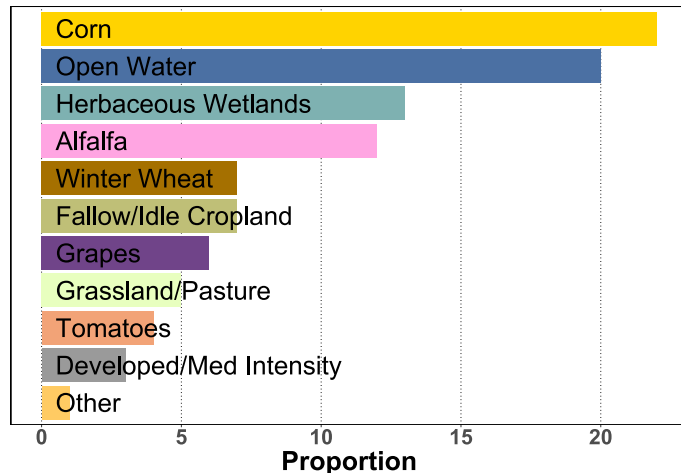 Corn
Open Water
Herbaceous Wetlands
Alfalfa
Winter Wheat
Fallow/Idle Cropland
Grapes
Grassland/Pasture
Tomatoes
Developed/Med Intensity
Other
0 5 10 15 20
Proportion